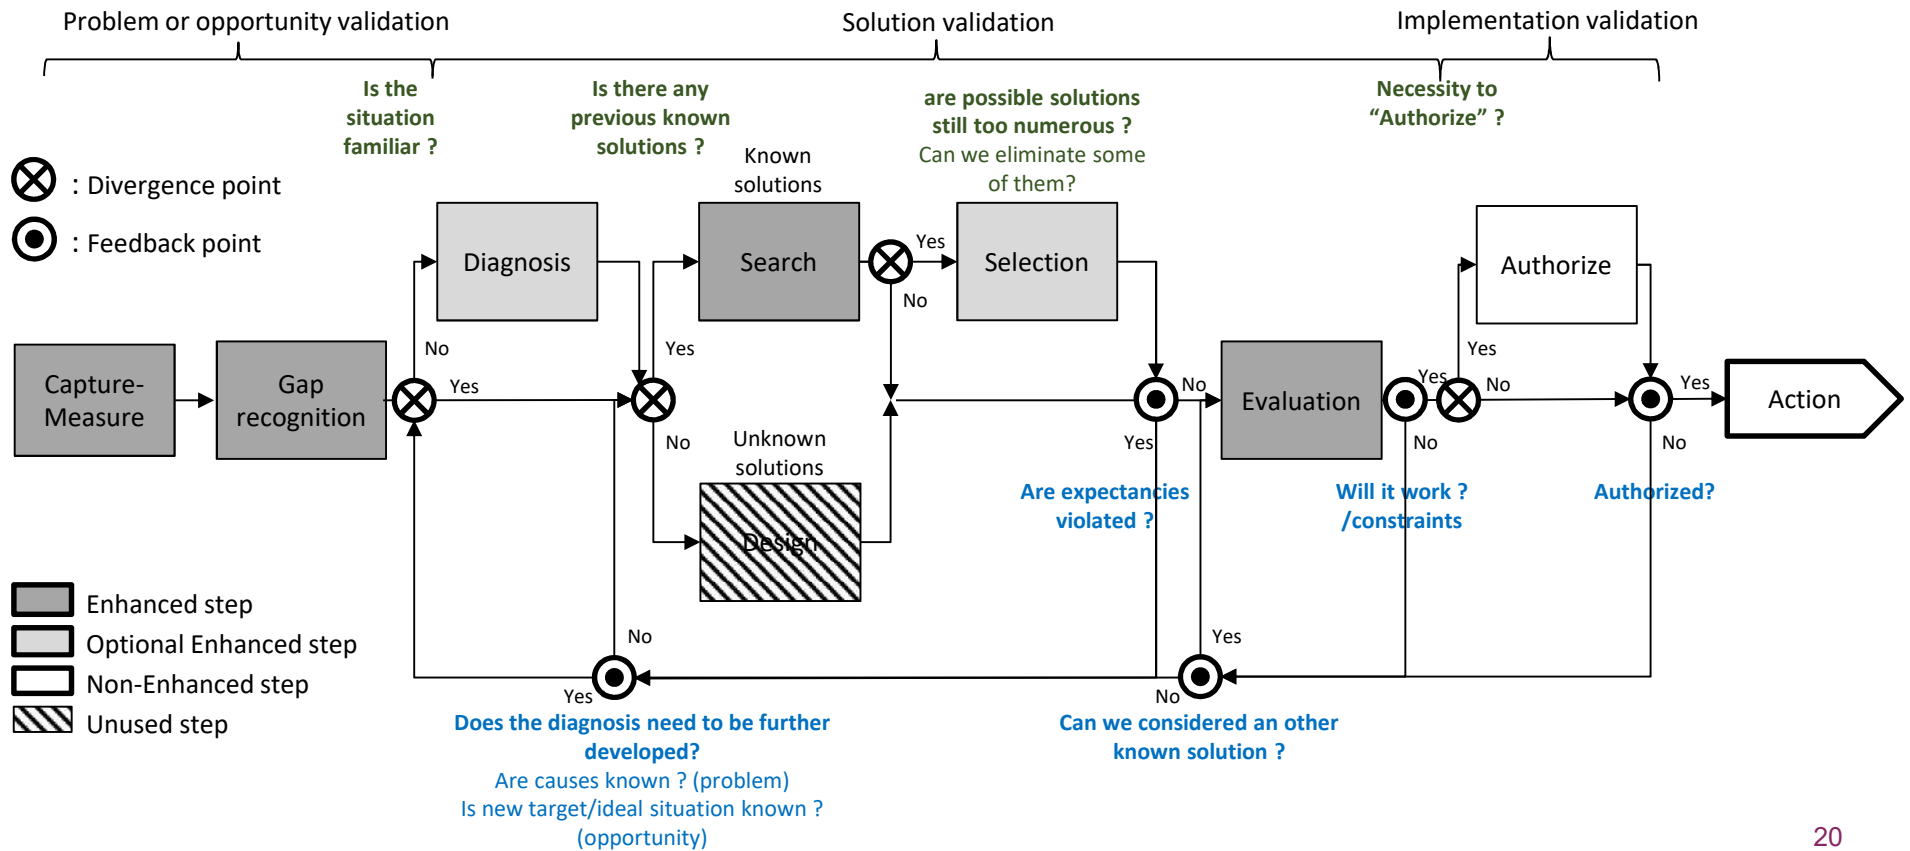 Problem or opportunity validation
Solution validation
Implementation validation
Is the
situation
familiar ?
Is there any
previous known
solutions ?
are possible solutions
still too numerous ?
Can we eliminate some
of them?
Necessity to
“Authorize” ?
: Divergence point
: Feedback point
Known
solutions
Diagnosis
Search
Yes
Selection
Authorize
No
No
Yes
Yes
Yes
Capture-
Measure
Gap
recognition
Yes
No
Evaluation
Yes
No
Yes
Action
No
Unknown
solutions
Yes
No
No
Design
Are expectancies
violated ?
Will it work ?
/constraints
Authorized?
Enhanced step
Optional Enhanced step
Non-Enhanced step
Unused step
No
Yes
Yes
No
Does the diagnosis need to be further
developed?
Are causes known ? (problem)
Is new target/ideal situation known ?
(opportunity)
Can we considered an other
known solution ?
20